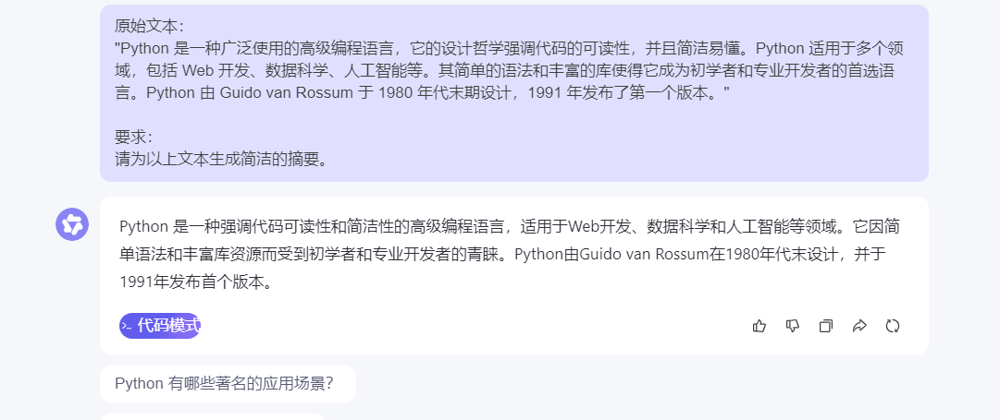 原始文本：
"Python 是一种广泛使用的高级编程语言，它的设计哲学强调代码的可读性，并且简洁易懂。Python 适用于多个领
域，包括 Web 开发、数据科学、人工智能等。其简单的语法和丰富的库使得它成为初学者和专业开发者的首选语
言。Python 由 Guido van Rossum 于 1980 年代末期设计，1991 年发布了第一个版本。"
要求：
请为以上文本生成简洁的摘要。
Python 是一种强调代码可读性和简洁性的高级编程语言，适用于Web开发、数据科学和人工智能等领域。它因简
单语法和丰富库资源而受到初学者和专业开发者的青睐。Python由Guido van Rossum在1980年代末设计，并于
1991年发布首个版本。
代码模式
Python 有哪些著名的应用场景？